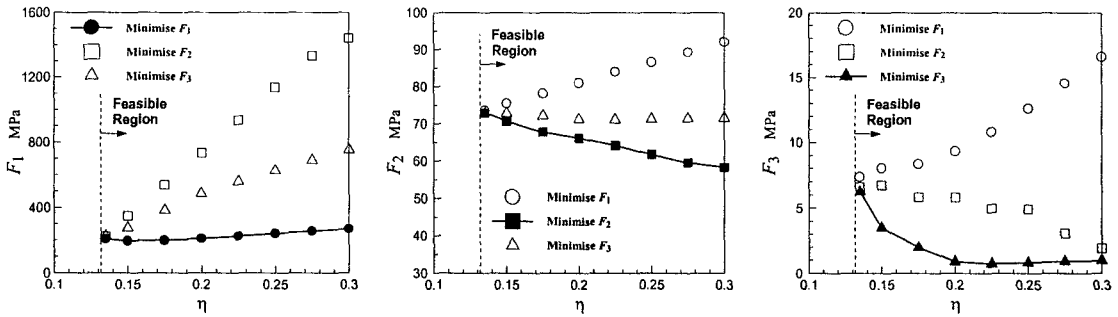 1600
1200
800
400
0
F1 MPa
Minimise F1
Minimise F2
Minimise F3
Feasible
Region
0.1 0.15 0.2 0.25 0.3
η
100
90
80
70
60
50
40
30
F2 MPa
Feasible
Region
Minimise F1
Minimise F2
Minimise F3
0.1 0.15 0.2 0.25 0.3
η
20
15
10
5
0
F3 MPa
Minimise F1
Minimise F2
Minimise F3
Feasible
Region
0.1 0.15 0.2 0.25 0.3
η